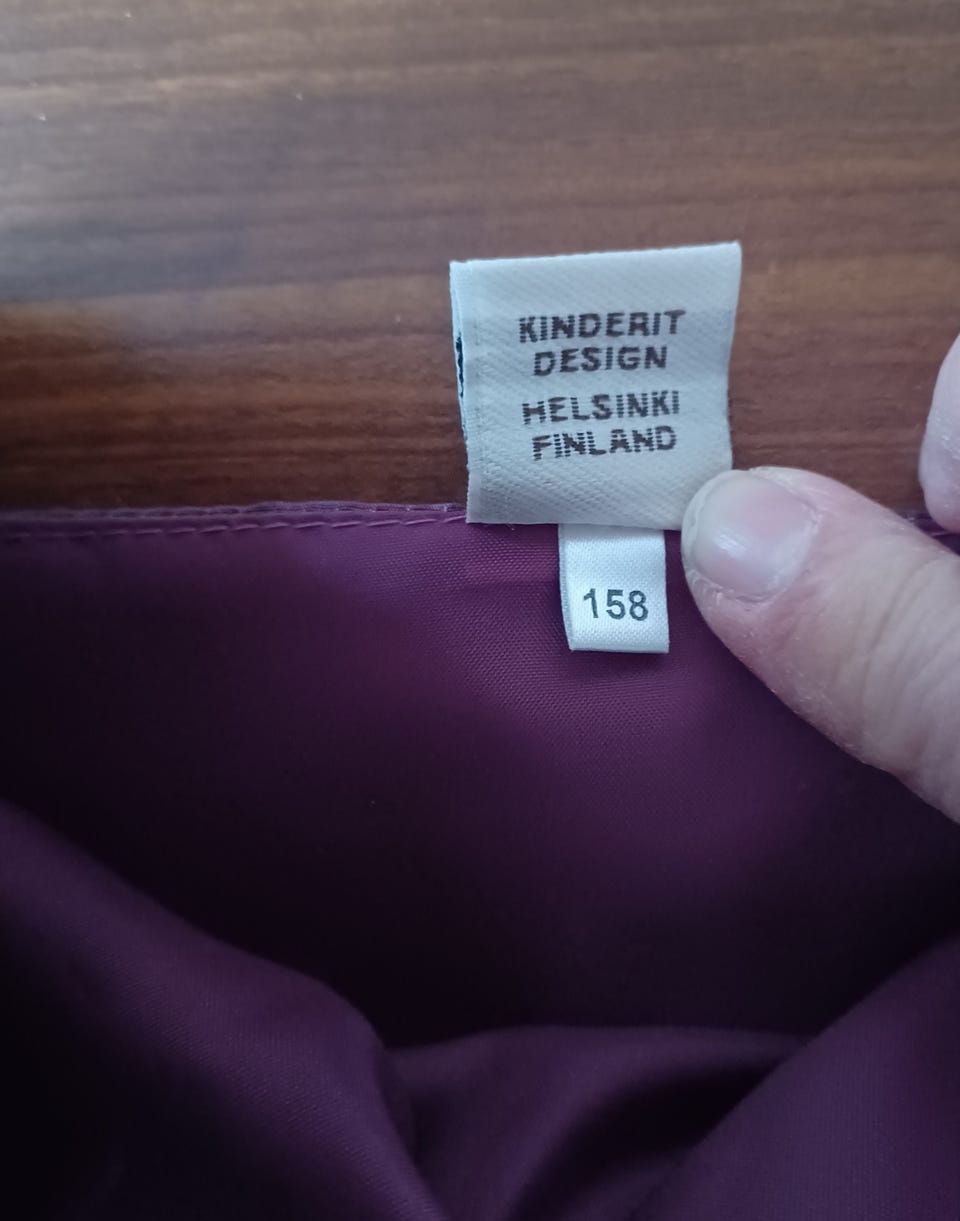 KINDERIT
DESIGN
HELSINKI
FINLAND
158